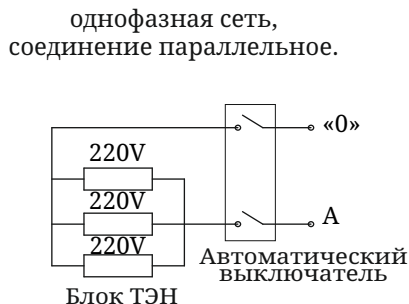 однофазная сеть,
соединение параллельное.
«0»
220V
220V
A
220V
Автоматический
выключатель
Блок ТЭН